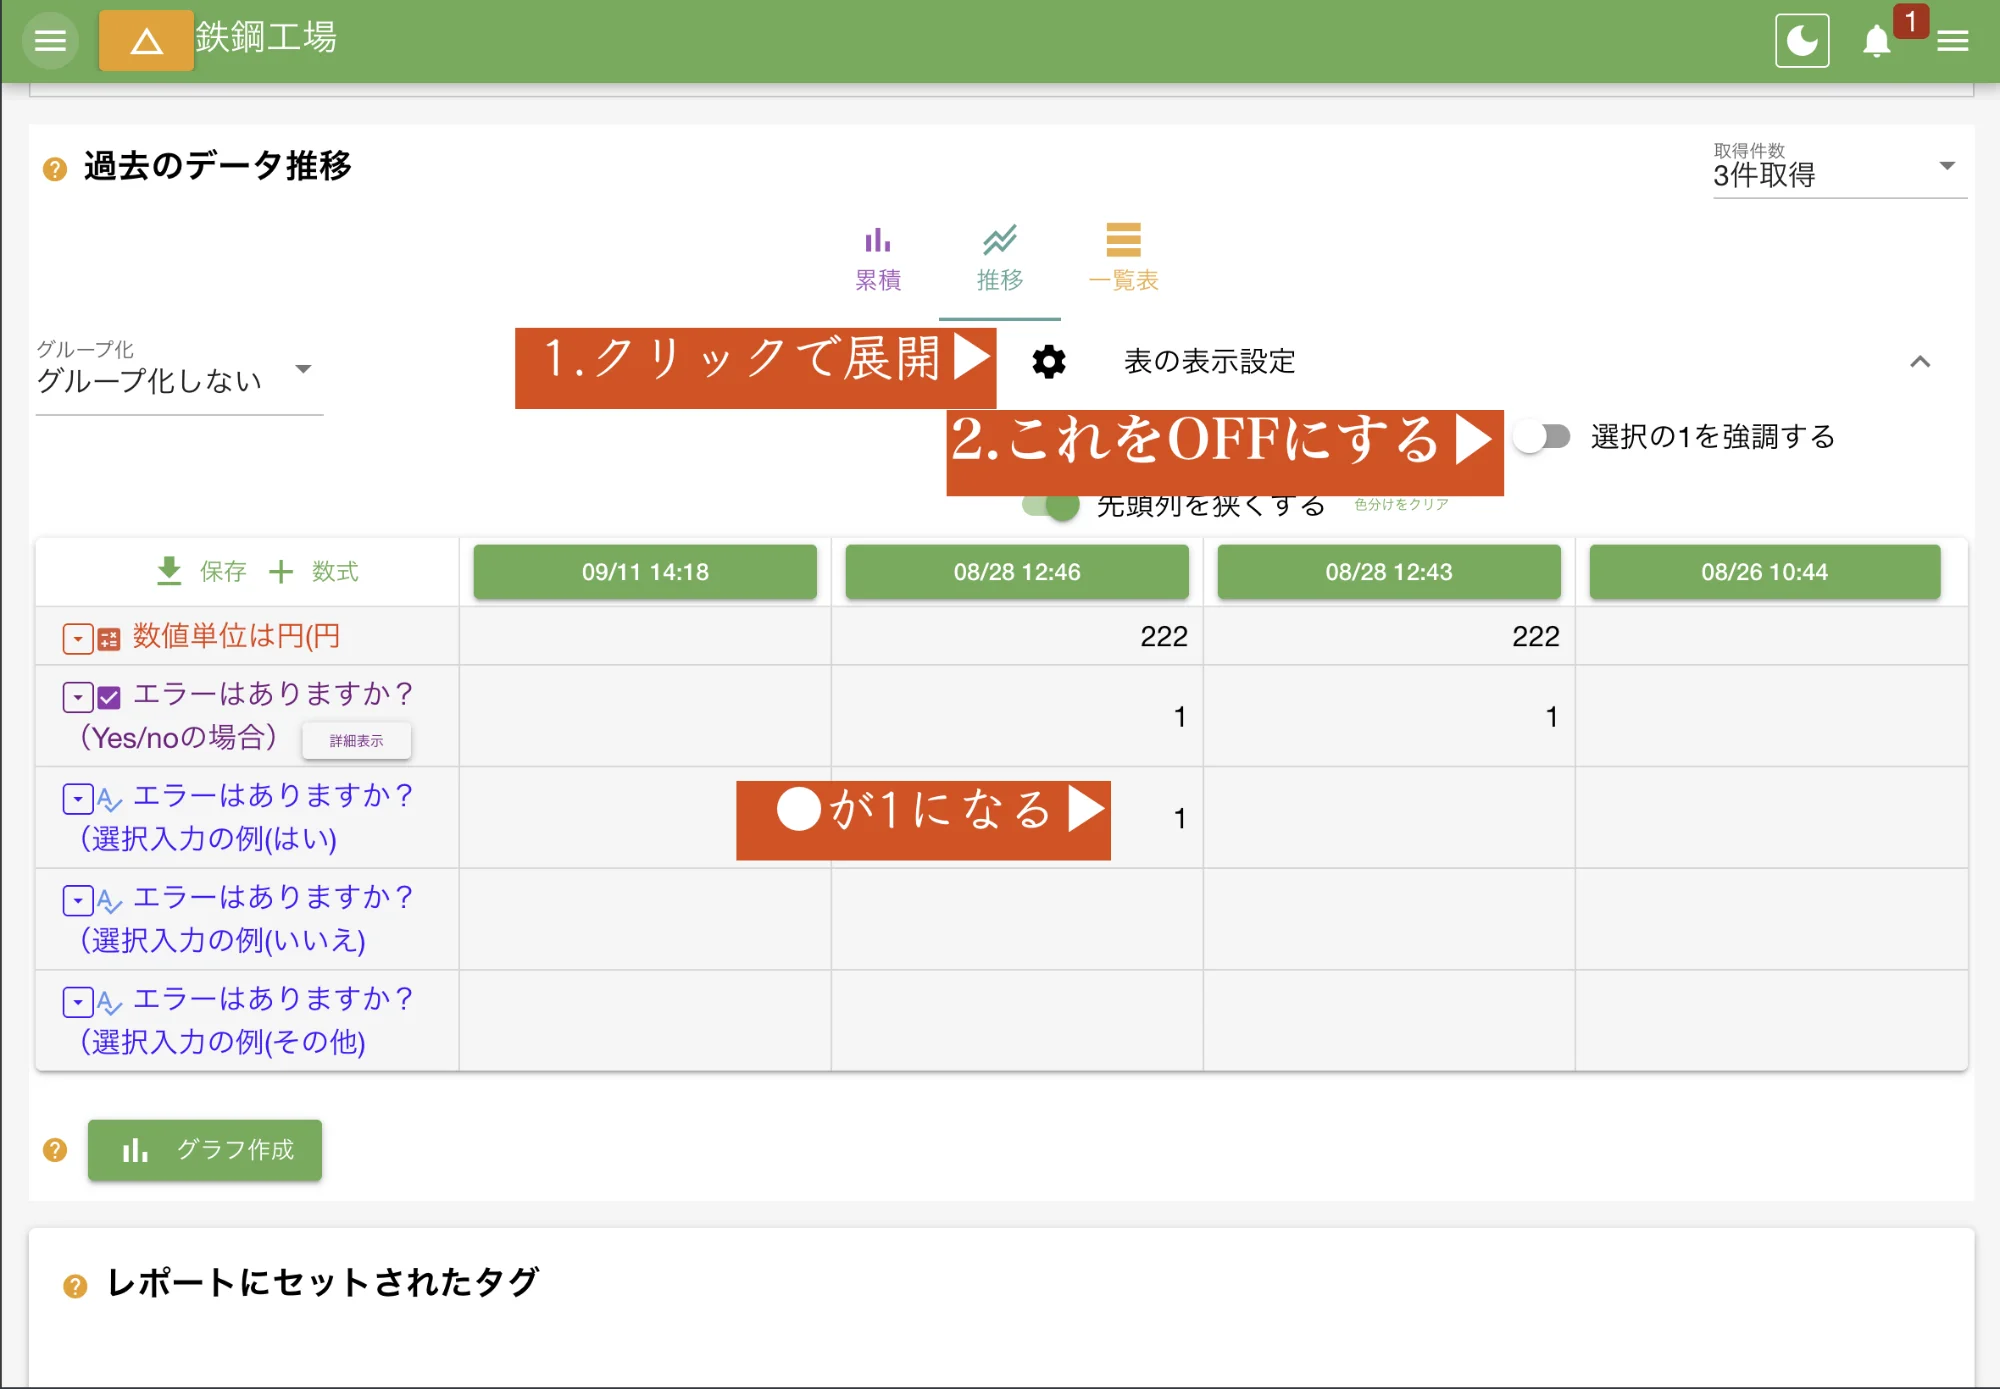 鉄鋼工場
1
過去のデータ推移
取得件数
3件取得
累積
推移
一覧表
グループ化
グループ化しない
1.クリックで展開▶
表の表示設定
2.これをOFFにする▶
選択の1を強調する
先頭列を狭くする
色分けをクリア
保存
数式
09/11 14:18
08/28 12:46
08/28 12:43
08/26 10:44
数値単位は円(円
222
222
エラーはありますか？
（Yes/noの場合）
詳細表示
1
1
エラーはありますか？
（選択入力の例(はい)
●が1になる▶
1
エラーはありますか？
（選択入力の例(いいえ)
エラーはありますか？
（選択入力の例(その他)
グラフ作成
レポートにセットされたタグ